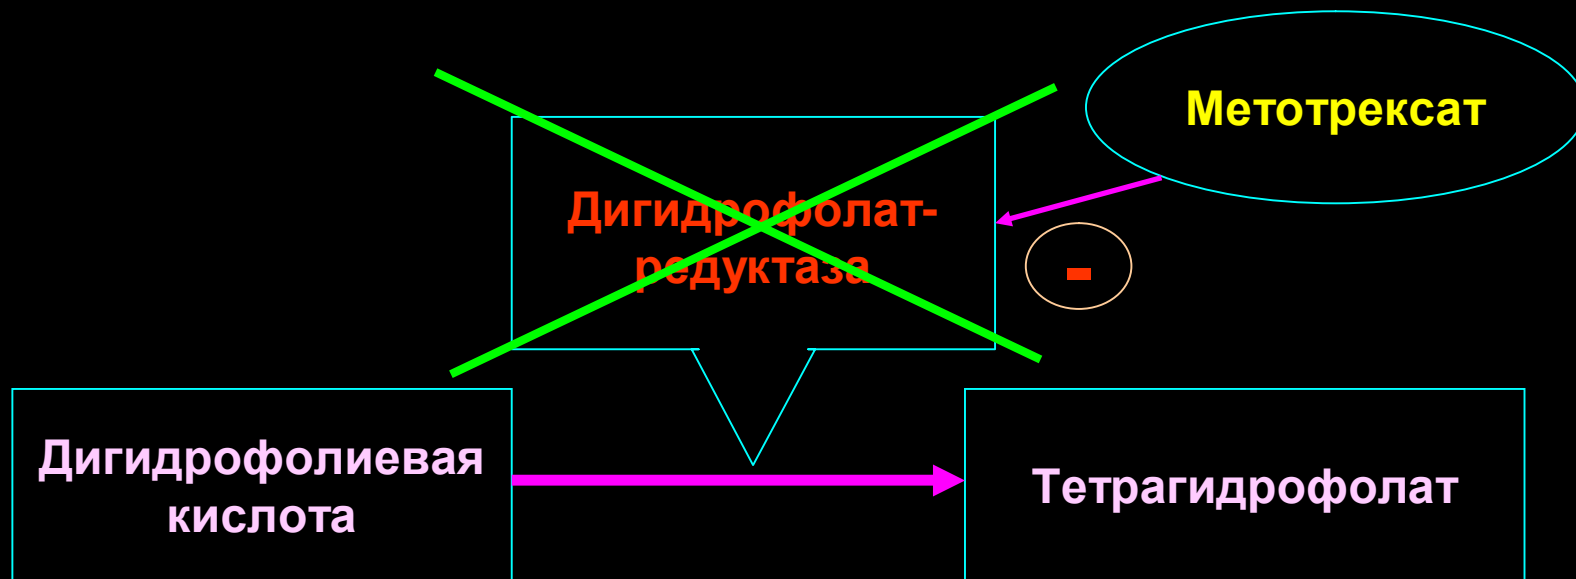 Метотрексат
Дигидрофолат-
редуктаза
-
Дигидрофолиевая
кислота
Тетрагидрофолат